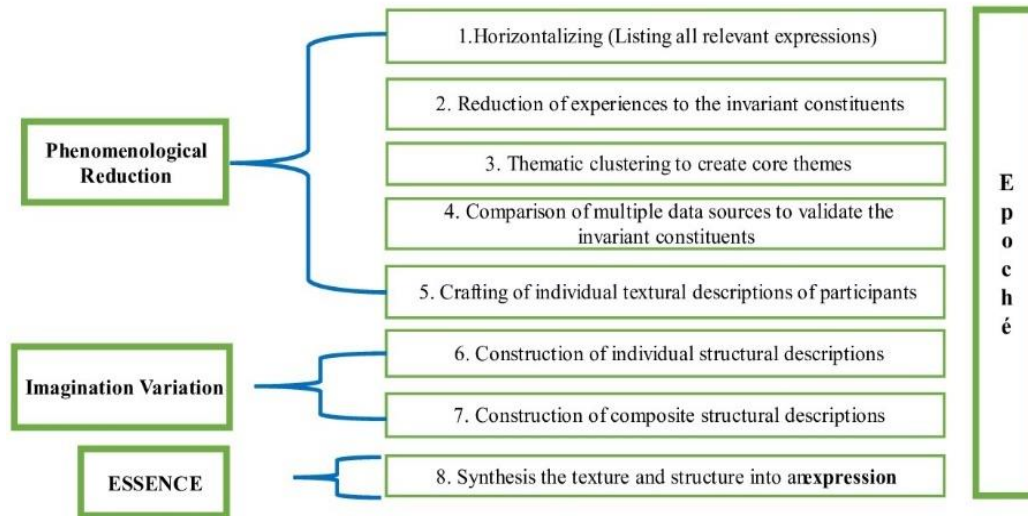 1.Horizontalizing (Listing all relevant expressions)
2. Reduction of experiences to the invariant constituents
Phenomenological
Reduction
3. Thematic clustering to create core themes
4. Comparison of multiple data sources to validate the
invariant constituents
5. Crafting of individual textural descriptions of participants
Imagination Variation
6. Construction of individual structural descriptions
7. Construction of composite structural descriptions
ESSENCE
8. Synthesis the texture and structure into an expression
E
p
o
c
h
é